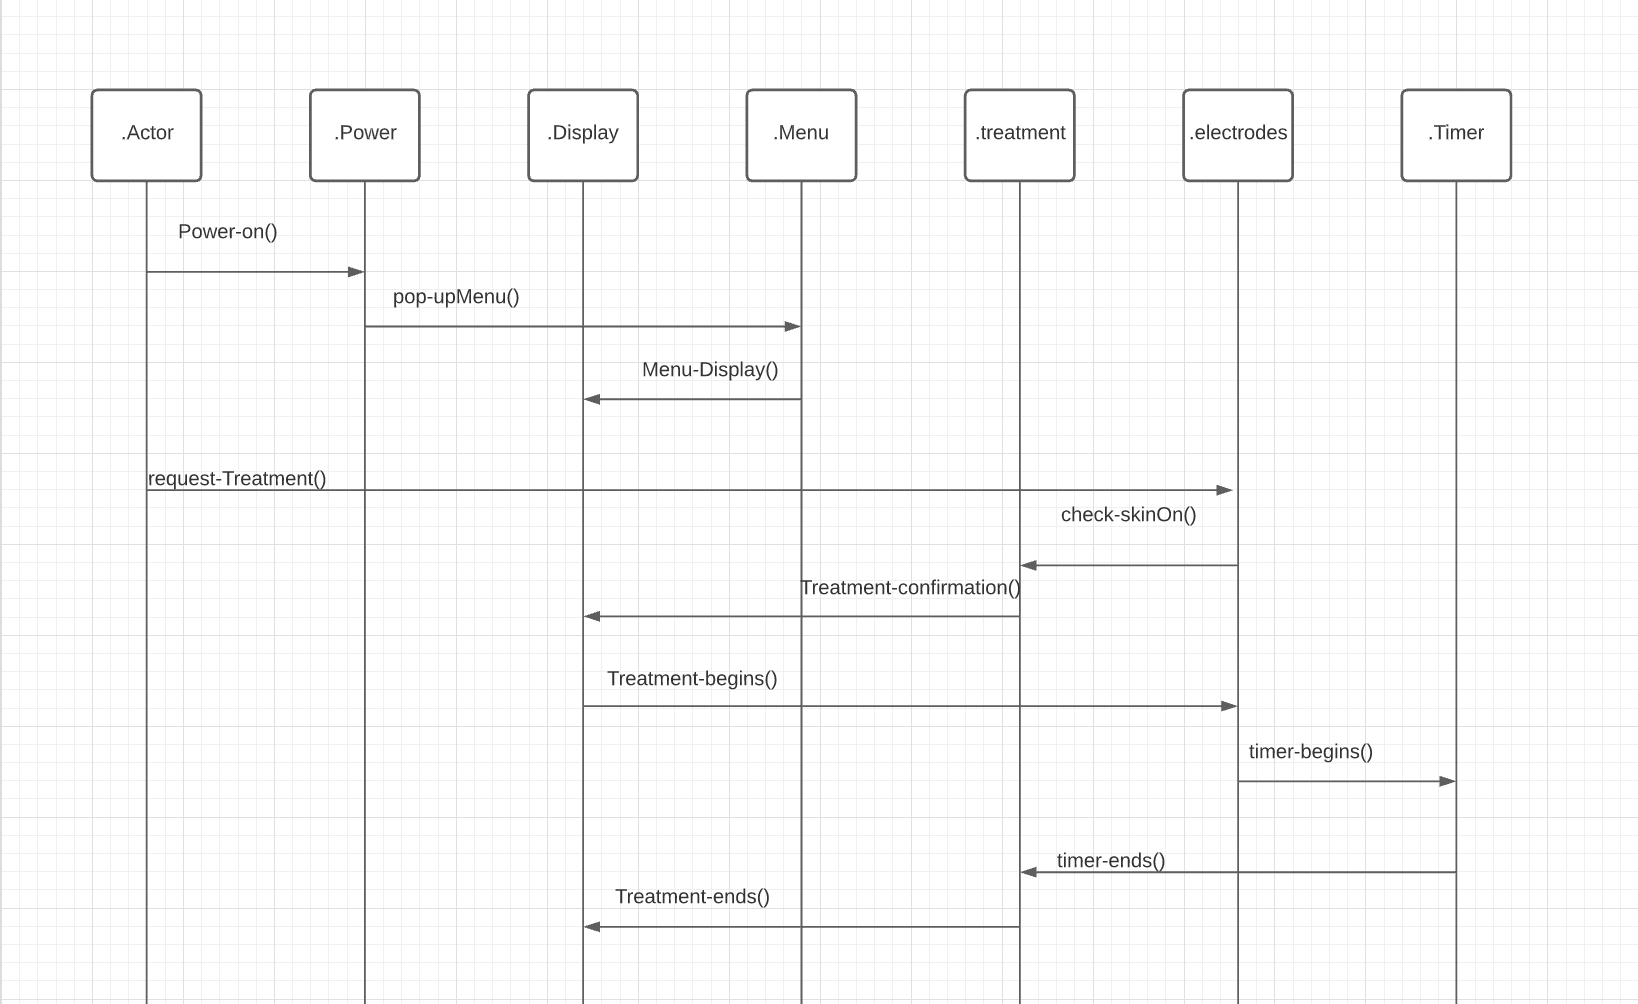 .Actor
.Power
.Display
.Menu
.treatment
.electrodes
.Timer
Power-on()
pop-upMenu()
Menu-Display()
request-Treatment()
check-skinOn()
Treatment-confirmation()
Treatment-begins()
timer-begins()
timer-ends()
Treatment-ends()